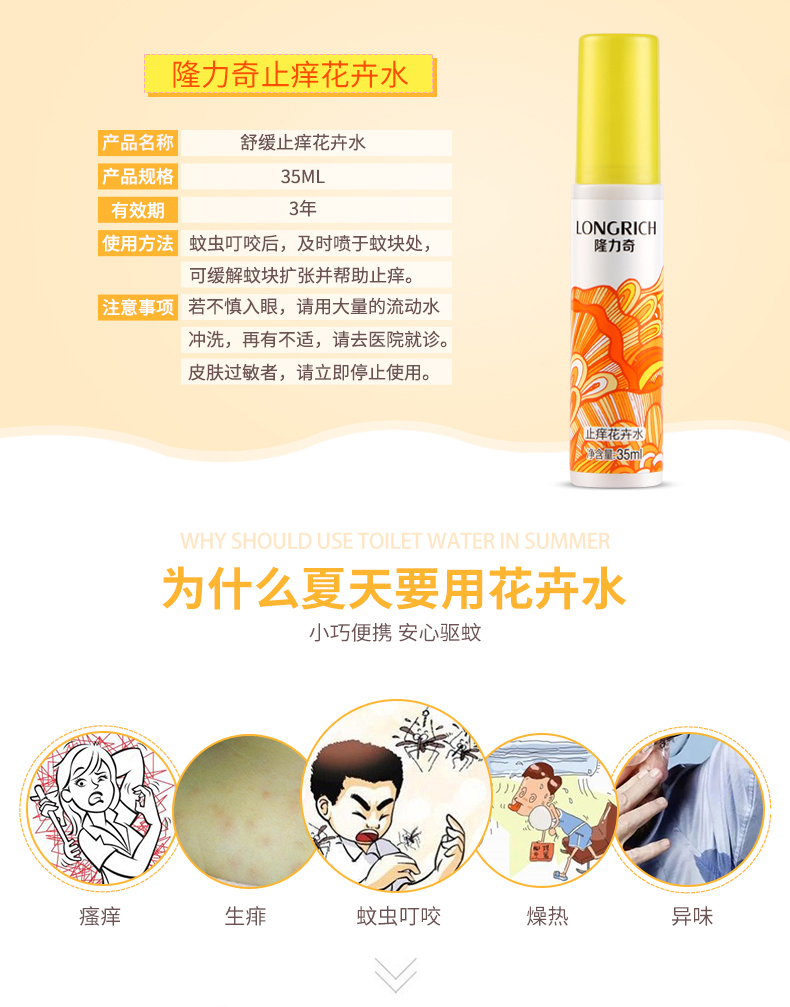 隆力奇止痒花卉水
产品名称 舒缓止痒花卉水
产品规格 35ML
有效期 3年
使用方法 蚊虫叮咬后，及时喷于蚊块处，
可缓解蚊块扩张并帮助止痒。
注意事项 若不慎入眼，请用大量的流动水
冲洗，再有不适，请去医院就诊。
皮肤过敏者，请立即停止使用。
LONGRICH
隆力奇
止痒花卉水
净含量:35ml
WHY SHOULD USE TOILET WATER IN SUMMER
为什么夏天要用花卉水
小巧便携 安心驱蚊
瘙痒
生痱
蚊虫叮咬
燥热
异味